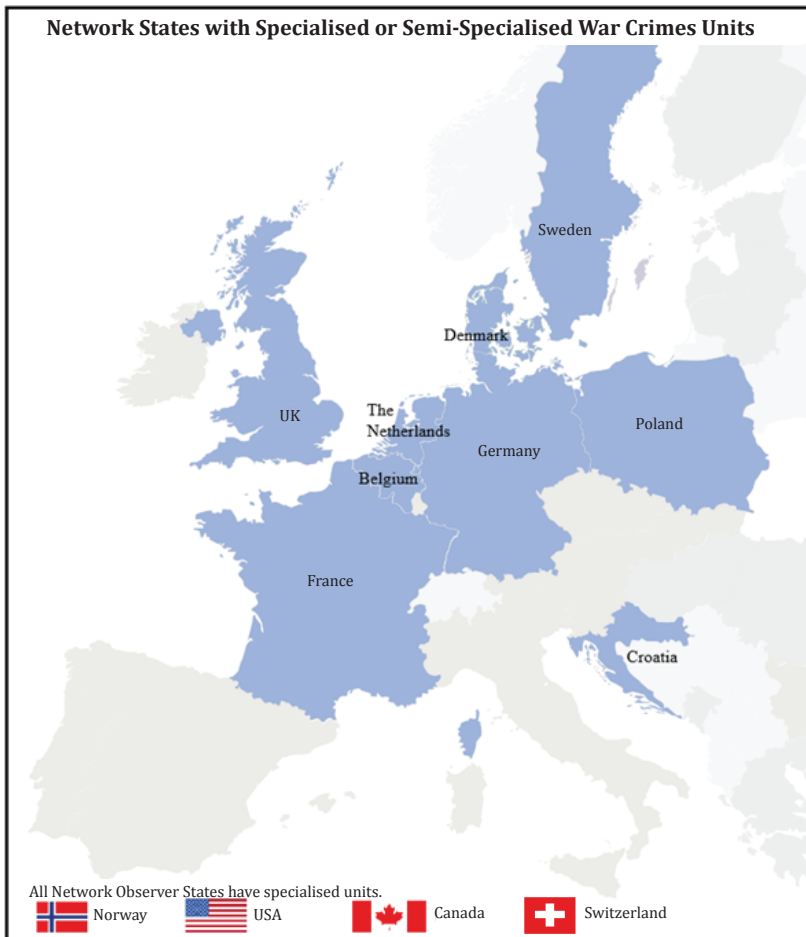 Network States with Specialised or Semi-Specialised War Crimes Units
Sweden
Denmark
The
Netherlands
UK
Poland
Germany
Belgium
France
Croatia
All Network Observer States have specialised units.
Norway
USA
Canada
Switzerland